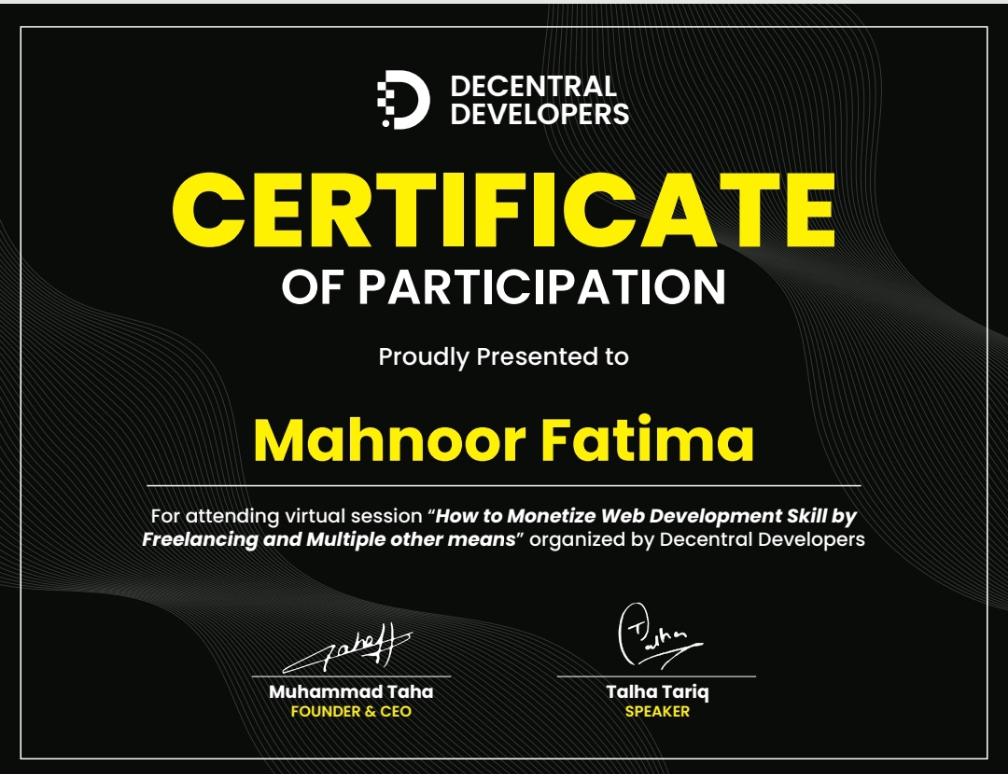 DECENTRAL
DEVELOPERS
CERTIFICATE
OF PARTICIPATION
Proudly Presented to
Mahnoor Fatima
For attending virtual session “How to Monetize Web Development Skill by
Freelancing and Multiple other means” organized by Decentral Developers
Muhammad Taha
FOUNDER & CEO
Talha
Talha Tariq
SPEAKER